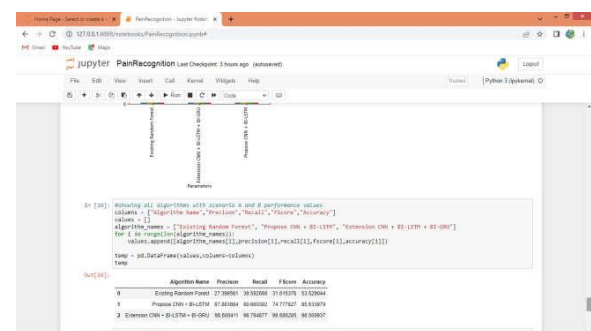 Home Page - Select or create a n
PainRecognition - Jupyter Noteb
127.0.0.1:8888/notebooks/PainRecognition.ipynb#
Gmail YouTube Maps
jupyter PainRecognition Last Checkpoint: 3 hours ago (autosaved)
Logout
File Edit View Insert Cell Kernel Widgets Help
Trusted
Python 3 (ipykernel)
Run
Code
Existing Random Forest
Extension CNN + BI-LSTM + BI-GRU
Propose CNN + BI-LSTM
Parameters
#showing all algorithms with scenario A and B performance values
columns = ["Algorithm Name","Precison","Recall","FScore","Accuracy"]
values = []
algorithm_names = ["Existing Random Forest", "Propose CNN + BI-LSTM", "Extension CNN + BI-LSTM + BI-GRU"]
for i in range(len(algorithm_names)):
values.append([algorithm_names[i],precision[i],recall[i],fscore[i],accuracy[i]])
temp = pd.DataFrame(values,columns=columns)
temp
Algorithm Name Precison Recall FScore Accuracy
0 Existing Random Forest
1 Propose CNN + BI-LSTM
2 Extension CNN + BI-LSTM + BI-GRU